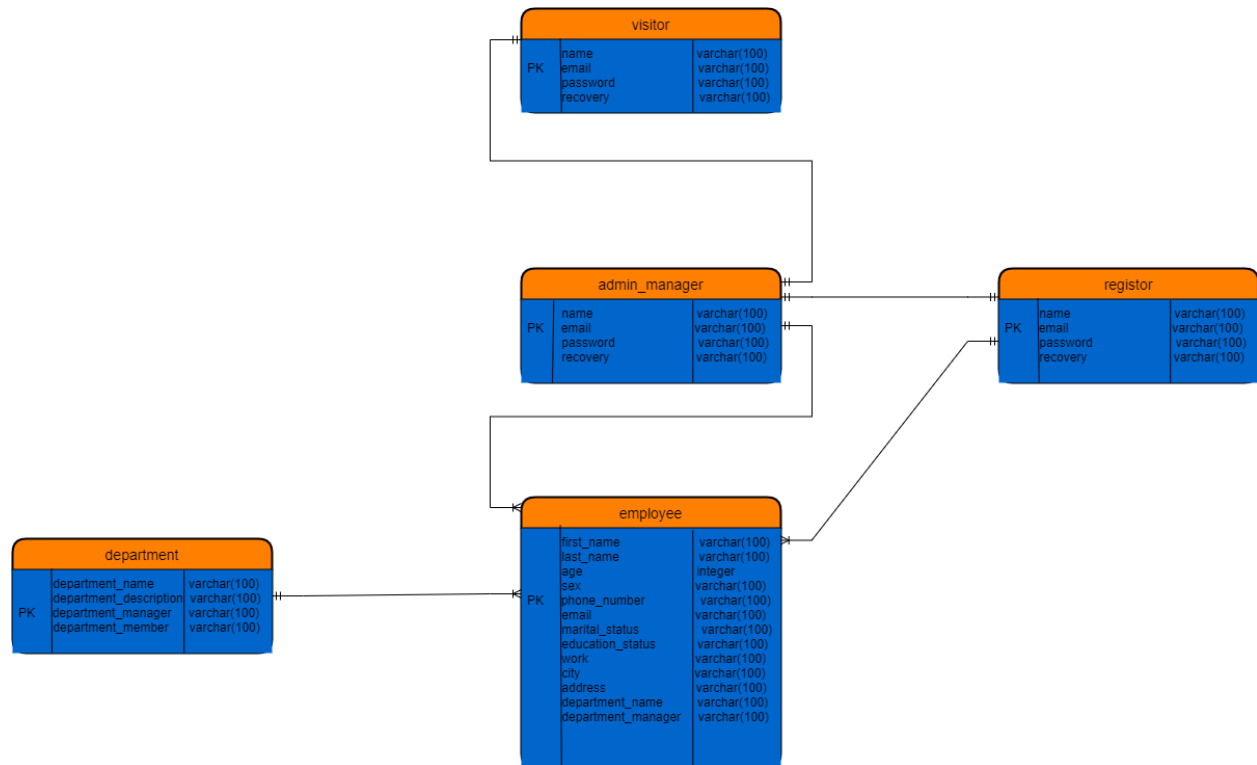 visitor
name varchar(100)
PK email varchar(100)
password varchar(100)
recovery varchar(100)
admin_manager
name varchar(100)
PK email varchar(100)
password varchar(100)
recovery varchar(100)
registor
name varchar(100)
PK email varchar(100)
password varchar(100)
recovery varchar(100)
employee
first_name varchar(100)
last_name varchar(100)
age integer
sex varchar(100)
PK phone_number varchar(100)
email varchar(100)
marital_status varchar(100)
education_status varchar(100)
work varchar(100)
city varchar(100)
address varchar(100)
department_name varchar(100)
department_manager varchar(100)
department
department_name varchar(100)
department_description varchar(100)
PK department_manager varchar(100)
department_member varchar(100)